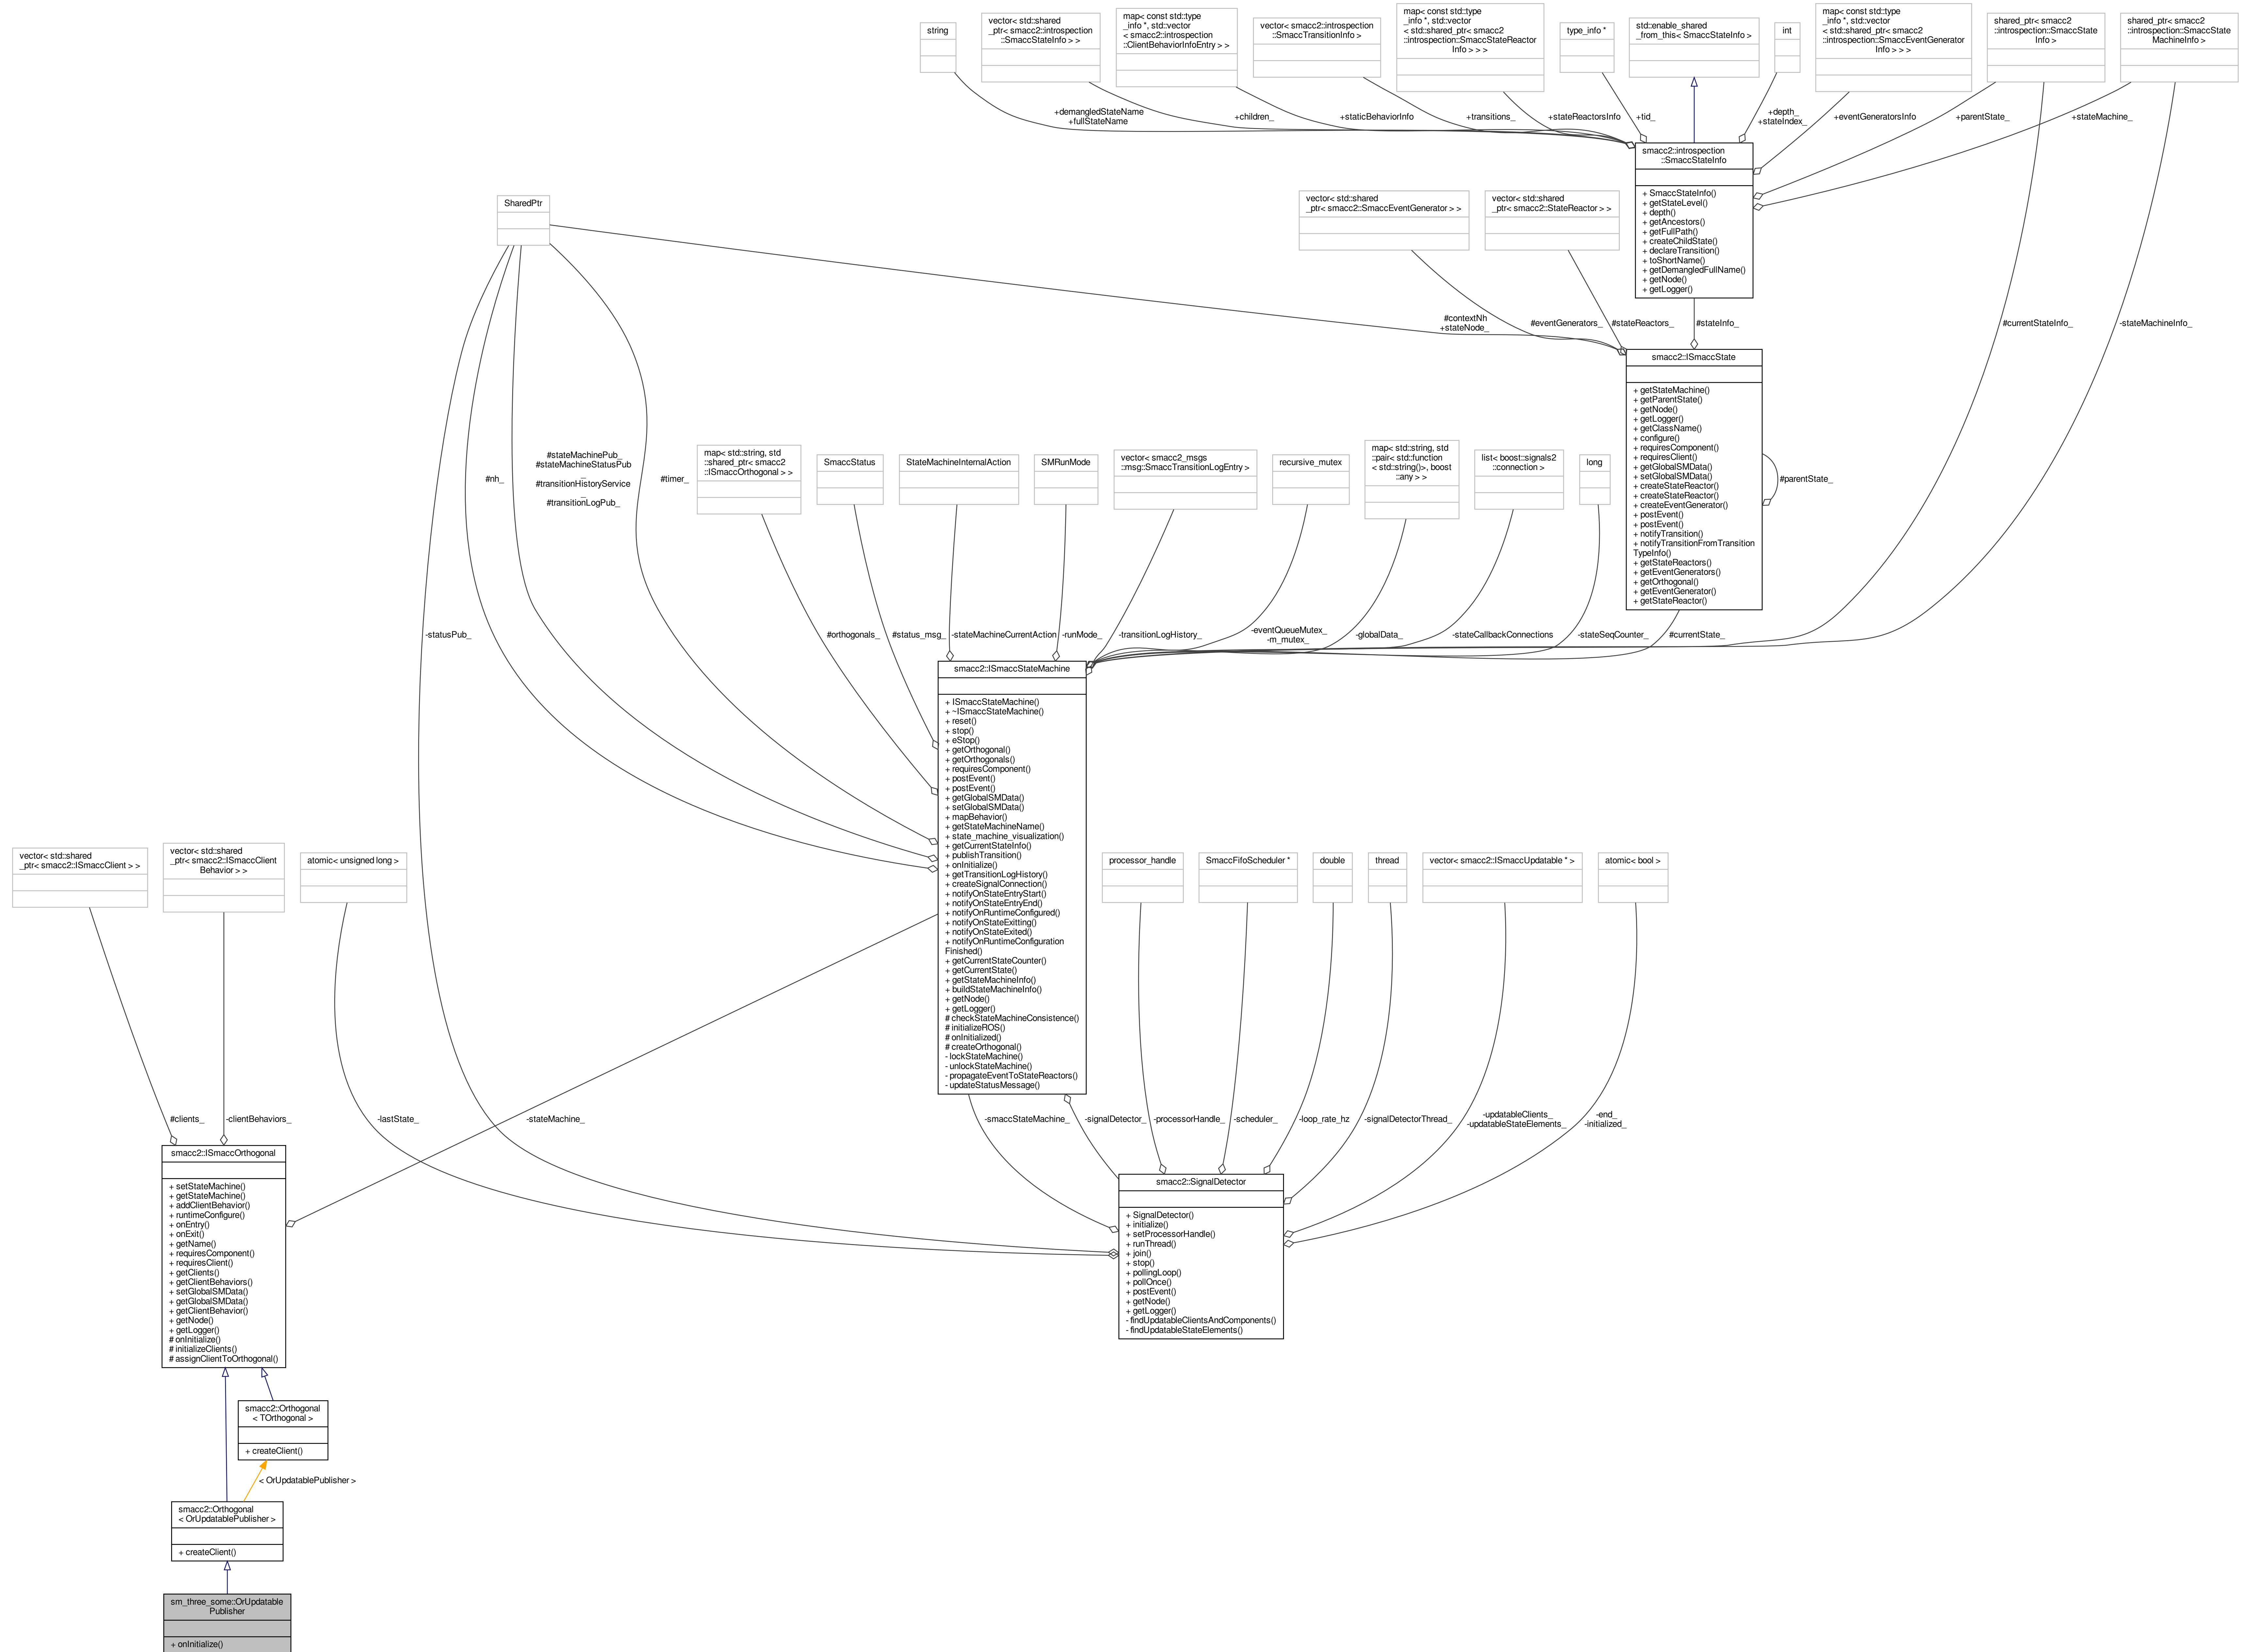 string
vector< std::shared
_ptr< smacc2::introspection
::SmaccStateInfo > >
map< const std::type
_info *, std::vector
< smacc2::introspection
::ClientBehaviorInfoEntry > >
vector< smacc2::introspection
::SmaccTransitionInfo >
map< const std::type
_info *, std::vector
< std::shared_ptr< smacc2
::introspection::StateReactor
Info > > >
type_info *
std::enable_shared
_from_this< SmaccStateInfo >
int
map< const std::type
_info *, std::vector
< std::shared_ptr< smacc2
::introspection::SmaccEventGenerator
Info > > >
shared_ptr< smacc2
::introspection::SmaccState
Info >
shared_ptr< smacc2
::introspection::SmaccState
MachineInfo >
+demangledStateName
+fullStateName
+children_
+staticBehaviorInfo
+transitions_
+stateReactorsInfo
+tid_
+depth_
+stateIndex_
+eventGeneratorsInfo
+parentState_
+stateMachine_
smacc2::introspection
::SmaccStateInfo
+ SmaccStateInfo()
+ getStateLevel()
+ depth()
+ getAncestors()
+ getFullPath()
+ createChildState()
+ declareTransition()
+ toShortName()
+ getDemangledFullName()
+ getNode()
+ getLogger()
SharedPtr
vector< std::shared
_ptr< smacc2::SmaccEventGenerator > >
vector< std::shared
_ptr< smacc2::StateReactor > >
#contextNh
+stateNode_
#eventGenerators_
#stateReactors_
#stateInfo_
#currentStateInfo_
-stateMachineInfo_
smacc2::ISmaccState
+ getStateMachine()
+ getParentState()
+ getNode()
+ getLogger()
+ getClassName()
+ configure()
+ requiresComponent()
+ requiresClient()
+ getGlobalSMData()
+ setGlobalSMData()
+ createStateReactor()
+ createStateReactor()
+ createEventGenerator()
+ postEvent()
+ postEvent()
+ notifyTransition()
+ notifyTransitionFromTransition
TypeInfo()
+ getStateReactors()
+ getEventGenerators()
+ getOrthogonal()
+ getEventGenerator()
+ getStateReactor()
#parentState_
#nh_
#stateMachinePub_
#stateMachineStatusPub
_
#transitionHistoryService
_
#transitionLogPub_
#timer_
map< std::string, std
::shared_ptr< smacc2
::ISmaccOrthogonal > >
SmaccStatus
StateMachineInternalAction
SMRunMode
vector< smacc2_msgs
::msg::SmaccTransitionLogEntry >
recursive_mutex
map< std::string, std
::pair< std::function
< std::string()>, boost
::any > >
list< boost::signals2
::connection >
long
-statusPub_
#orthogonals_
#status_msg_
-stateMachineCurrentAction
-runMode_
-transitionLogHistory_
-eventQueueMutex_
-m_mutex_
-globalData_
-stateCallbackConnections
-stateSeqCounter_
#currentState_
smacc2::ISmaccStateMachine
+ ISmaccStateMachine()
+ ~ISmaccStateMachine()
+ reset()
+ stop()
+ eStop()
+ getOrthogonal()
+ getOrthogonals()
+ requiresComponent()
+ postEvent()
+ postEvent()
+ getGlobalSMData()
+ setGlobalSMData()
+ mapBehavior()
+ getStateMachineName()
+ state_machine_visualization()
+ getCurrentStateInfo()
+ publishTransition()
+ onInitialize()
+ getTransitionLogHistory()
+ createSignalConnection()
+ notifyOnStateEntryStart()
+ notifyOnStateEntryEnd()
+ notifyOnRuntimeConfigured()
+ notifyOnStateExitting()
+ notifyOnStateExited()
+ notifyOnRuntimeConfiguration
Finished()
+ getCurrentStateCounter()
+ getCurrentState()
+ getStateMachineInfo()
+ buildStateMachineInfo()
+ getNode()
+ getLogger()
# checkStateMachineConsistence()
# initializeROS()
# onInitialized()
# createOrthogonal()
- lockStateMachine()
- unlockStateMachine()
- propagateEventToStateReactors()
- updateStatusMessage()
vector< std::shared
_ptr< smacc2::ISmaccClient > >
vector< std::shared
_ptr< smacc2::ISmaccClient
Behavior > >
atomic< unsigned long >
processor_handle
SmaccFifoScheduler *
double
thread
vector< smacc2::ISmaccUpdatable * >
atomic< bool >
#clients_
-clientBehaviors_
-lastState_
-stateMachine_
-smaccStateMachine_
-signalDetector_
-processorHandle_
-scheduler_
-loop_rate_hz
-signalDetectorThread_
-updatableClients_
-updatableStateElements_
-end_
-initialized_
smacc2::ISmaccOrthogonal
+ setStateMachine()
+ getStateMachine()
+ addClientBehavior()
+ runtimeConfigure()
+ onEntry()
+ onExit()
+ getName()
+ requiresComponent()
+ requiresClient()
+ getClients()
+ getClientBehaviors()
+ setGlobalSMData()
+ getGlobalSMData()
+ getClientBehavior()
+ getNode()
+ getLogger()
# onInitialize()
# initializeClients()
# assignClientToOrthogonal()
smacc2::SignalDetector
+ SignalDetector()
+ initialize()
+ setProcessorHandle()
+ runThread()
+ join()
+ stop()
+ pollingLoop()
+ pollOnce()
+ postEvent()
+ getNode()
+ getLogger()
- findUpdatableClientsAndComponents()
- findUpdatableStateElements()
smacc2::Orthogonal
< TOrthogonal >
+ createClient()
< OrUpdatablePublisher >
smacc2::Orthogonal
< OrUpdatablePublisher >
+ createClient()
sm_three_some::OrUpdatable
Publisher
+ onInitialize()